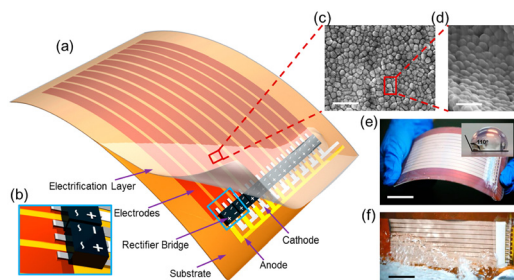 (a)
(b)
(c)
(d)
(e)
(f)
110°
Electrification Layer
Electrodes
Rectifier Bridge
Substrate
Anode
Cathode
~ +
~ −
~ +